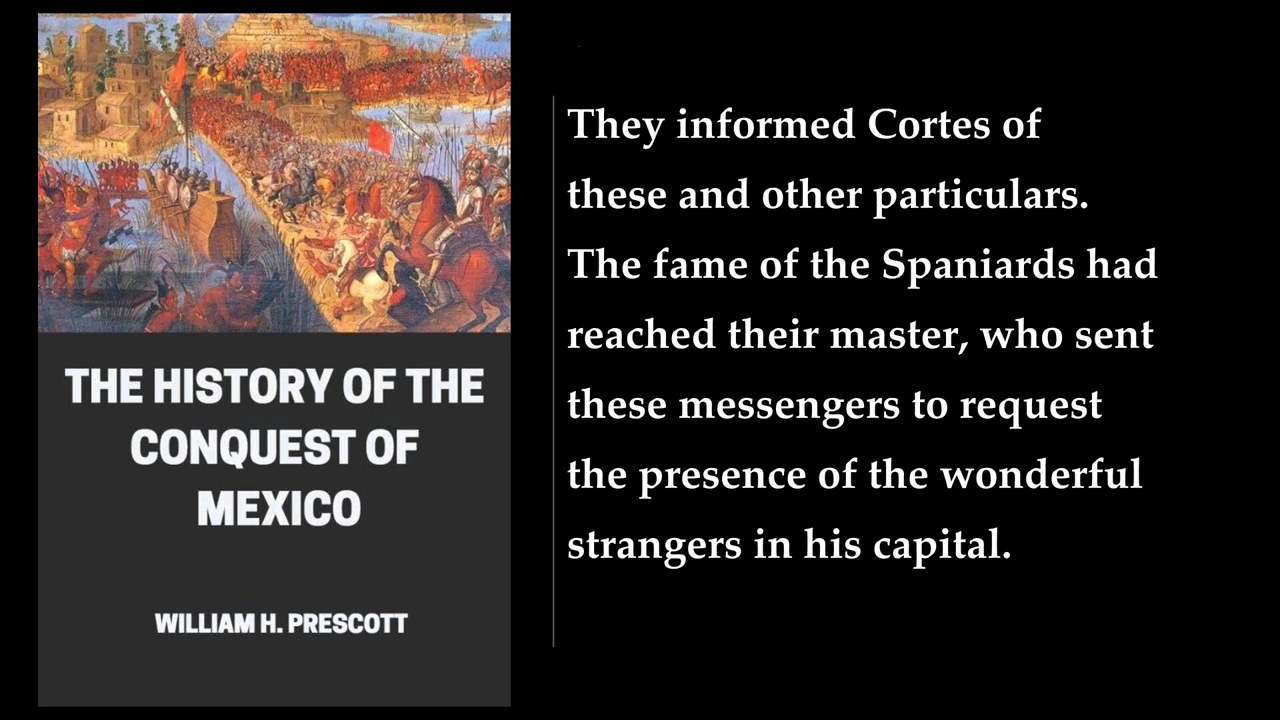 THE HISTORY OF THE
CONQUEST OF
MEXICO
WILLIAM H. PRESCOTT
They informed Cortes of
these and other particulars.
The fame of the Spaniards had
reached their master, who sent
these messengers to request
the presence of the wonderful
strangers in his capital.